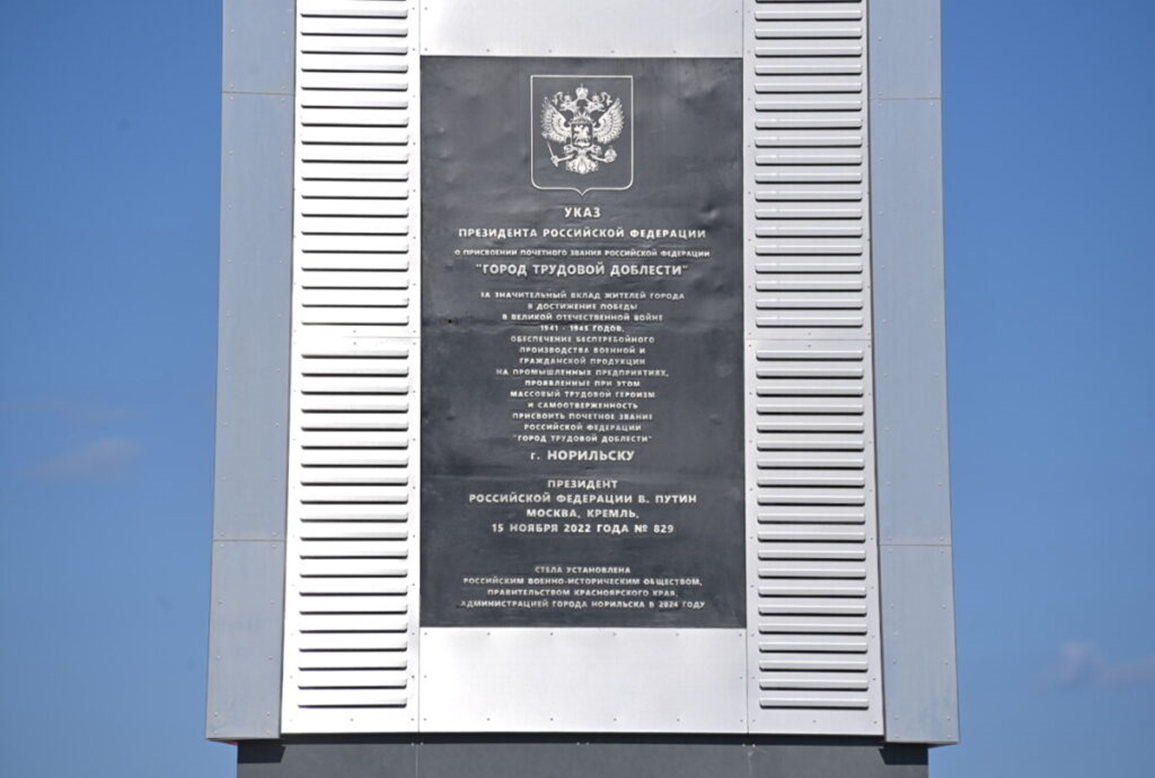 УКАЗ
ПРЕЗИДЕНТА РОССИЙСКОЙ ФЕДЕРАЦИИ
О ПРИСВОЕНИИ ПОЧЕТНОГО ЗВАНИЯ РОССИЙСКОЙ ФЕДЕРАЦИИ
"ГОРОД ТРУДОВОЙ ДОБЛЕСТИ"
ЗА ЗНАЧИТЕЛЬНЫЙ ВКЛАД ЖИТЕЛЕЙ ГОРОДА
В ДОСТИЖЕНИЕ ПОБЕДЫ
В ВЕЛИКОЙ ОТЕЧЕСТВЕННОЙ ВОЙНЕ
1941 - 1945 ГОДОВ,
ОБЕСПЕЧЕНИЕ БЕСПЕРЕБОЙНОГО
ПРОИЗВОДСТВА ВОЕННОЙ И
ГРАЖДАНСКОЙ ПРОДУКЦИИ
НА ПРОМЫШЛЕННЫХ ПРЕДПРИЯТИЯХ,
ПРОЯВЛЕННЫЕ ПРИ ЭТОМ
МАССОВЫЙ ТРУДОВОЙ ГЕРОИЗМ
И САМООТВЕРЖЕННОСТЬ
ПРИСВОИТЬ ПОЧЕТНОЕ ЗВАНИЕ
РОССИЙСКОЙ ФЕДЕРАЦИИ
"ГОРОД ТРУДОВОЙ ДОБЛЕСТИ"
г. НОРИЛЬСКУ
ПРЕЗИДЕНТ
РОССИЙСКОЙ ФЕДЕРАЦИИ В. ПУТИН
МОСКВА, КРЕМЛЬ,
15 НОЯБРЯ 2022 ГОДА № 829
СТЕЛА УСТАНОВЛЕНА
РОССИЙСКИМ ВОЕННО-ИСТОРИЧЕСКИМ ОБЩЕСТВОМ,
ПРАВИТЕЛЬСТВОМ КРАСНОЯРСКОГО КРАЯ,
АДМИНИСТРАЦИЕЙ ГОРОДА НОРИЛЬСКА В 2024 ГОДУ